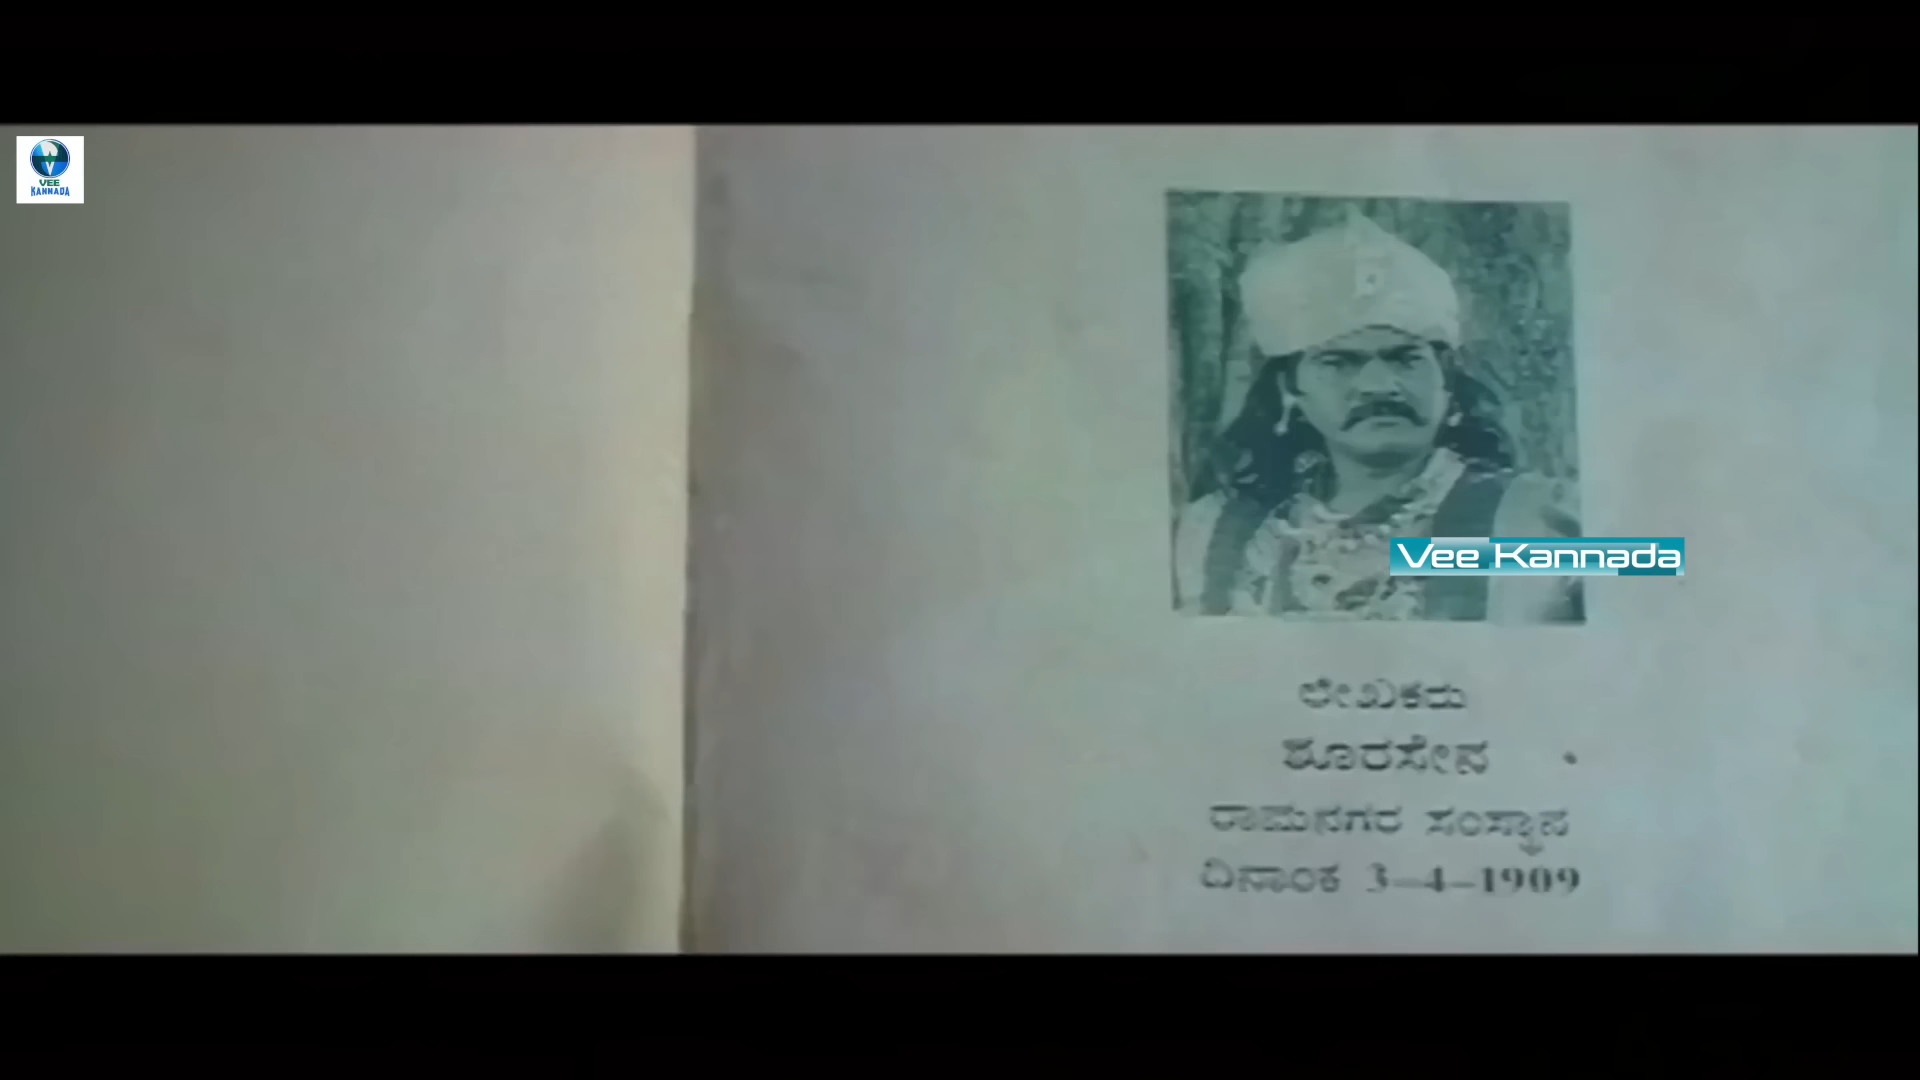 VEE
KANNADA
Vee Kannada
ಲೇಖಕರು
ಶೂರಸೇನ
ರಾಮನಗರ ಸಂಸ್ಥಾನ
ದಿನಾಂಕ 3-4-1909